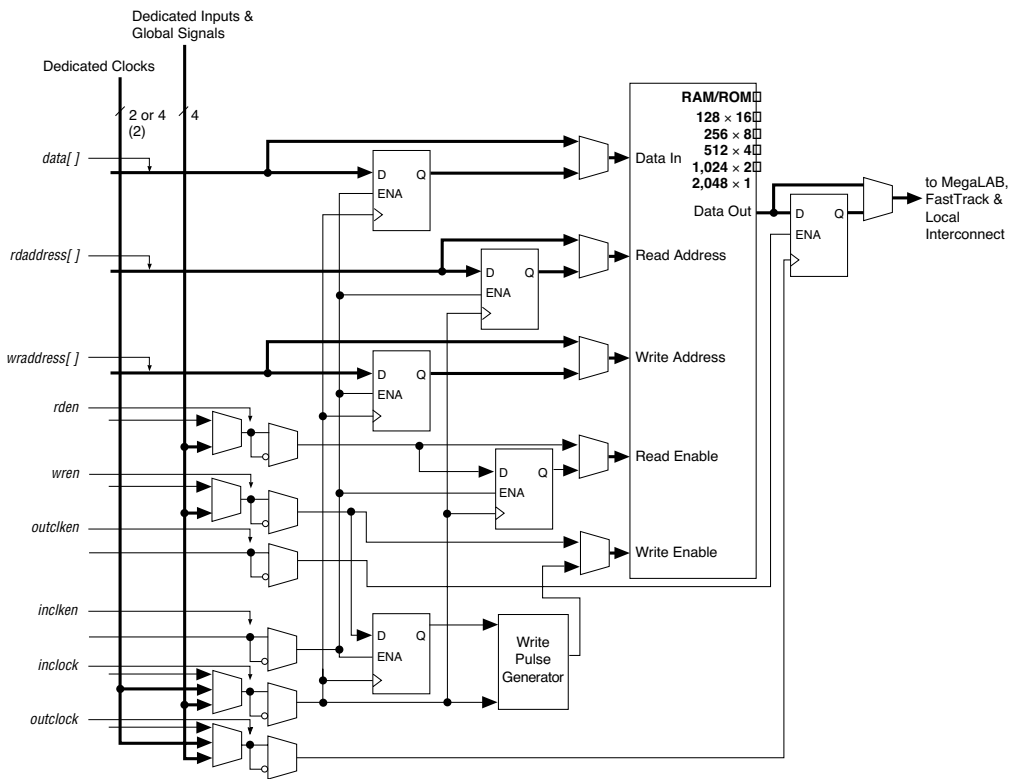 Dedicated Inputs &
Global Signals
Dedicated Clocks
2 or 4
(2)
4
RAM/ROM
128 × 16
256 × 8
512 × 4
1,024 × 2
2,048 × 1
data[ ]
D Q
ENA
Data In
Data Out
D Q
ENA
to MegaLAB,
FastTrack &
Local
Interconnect
rdaddress[ ]
D Q
ENA
Read Address
wraddress[ ]
D Q
ENA
Write Address
rden
D Q
ENA
Read Enable
wren
outclken
Write Enable
inclken
D Q
ENA
Write
Pulse
Generator
inclock
outclock